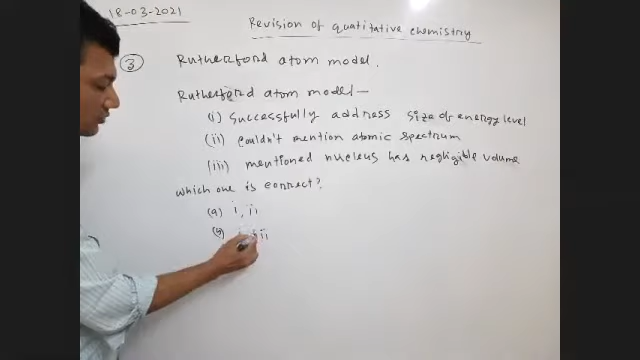 18-03-2021
Revision of quatitative chemistriy
(3) Rutherford atom model.
Rutherford atom model—
(i) Successfully address size of energy level
(ii) Couldn't mention atomic spectrum
(iii) mentioned nucleus has negligible volume
which one is correct?
(a) i, ii